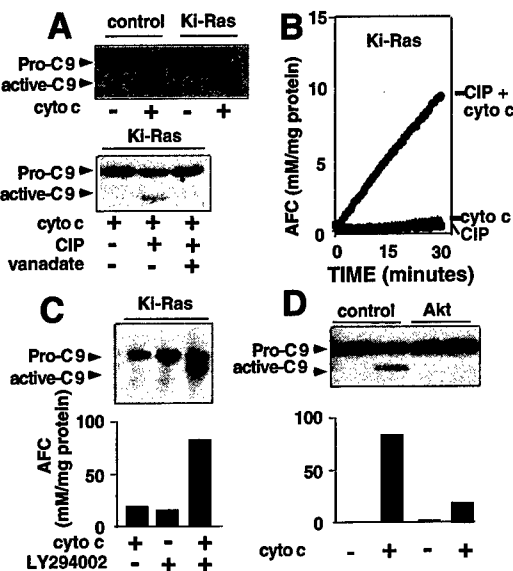 A
control Ki-Ras
Pro-C9
active-C9
cyto c - + - +
Ki-Ras
Pro-C9
active-C9
cyto c + + +
CIP - + +
vanadate - - +
B
Ki-Ras
15
10
5
0
AFC (mM/mg protein)
CIP +
cyto c
cyto c
CIP
0 15 30
TIME (minutes)
C
Ki-Ras
Pro-C9
active-C9
100
50
0
AFC
(mM/mg protein)
cyto c + - +
LY294002 - + +
D
control Akt
Pro-C9
active-C9
100
50
0
cyto c - + - +